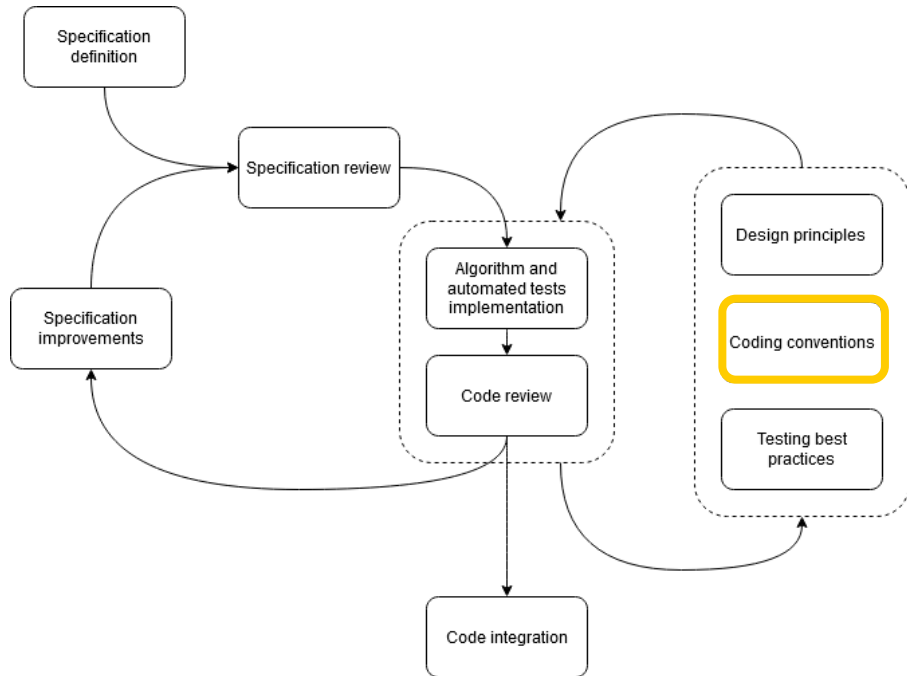 Specification
definition
Specification review
Design principles
Algorithm and
automated tests
implementation
Specification
improvements
Coding conventions
Code review
Testing best
practices
Code integration